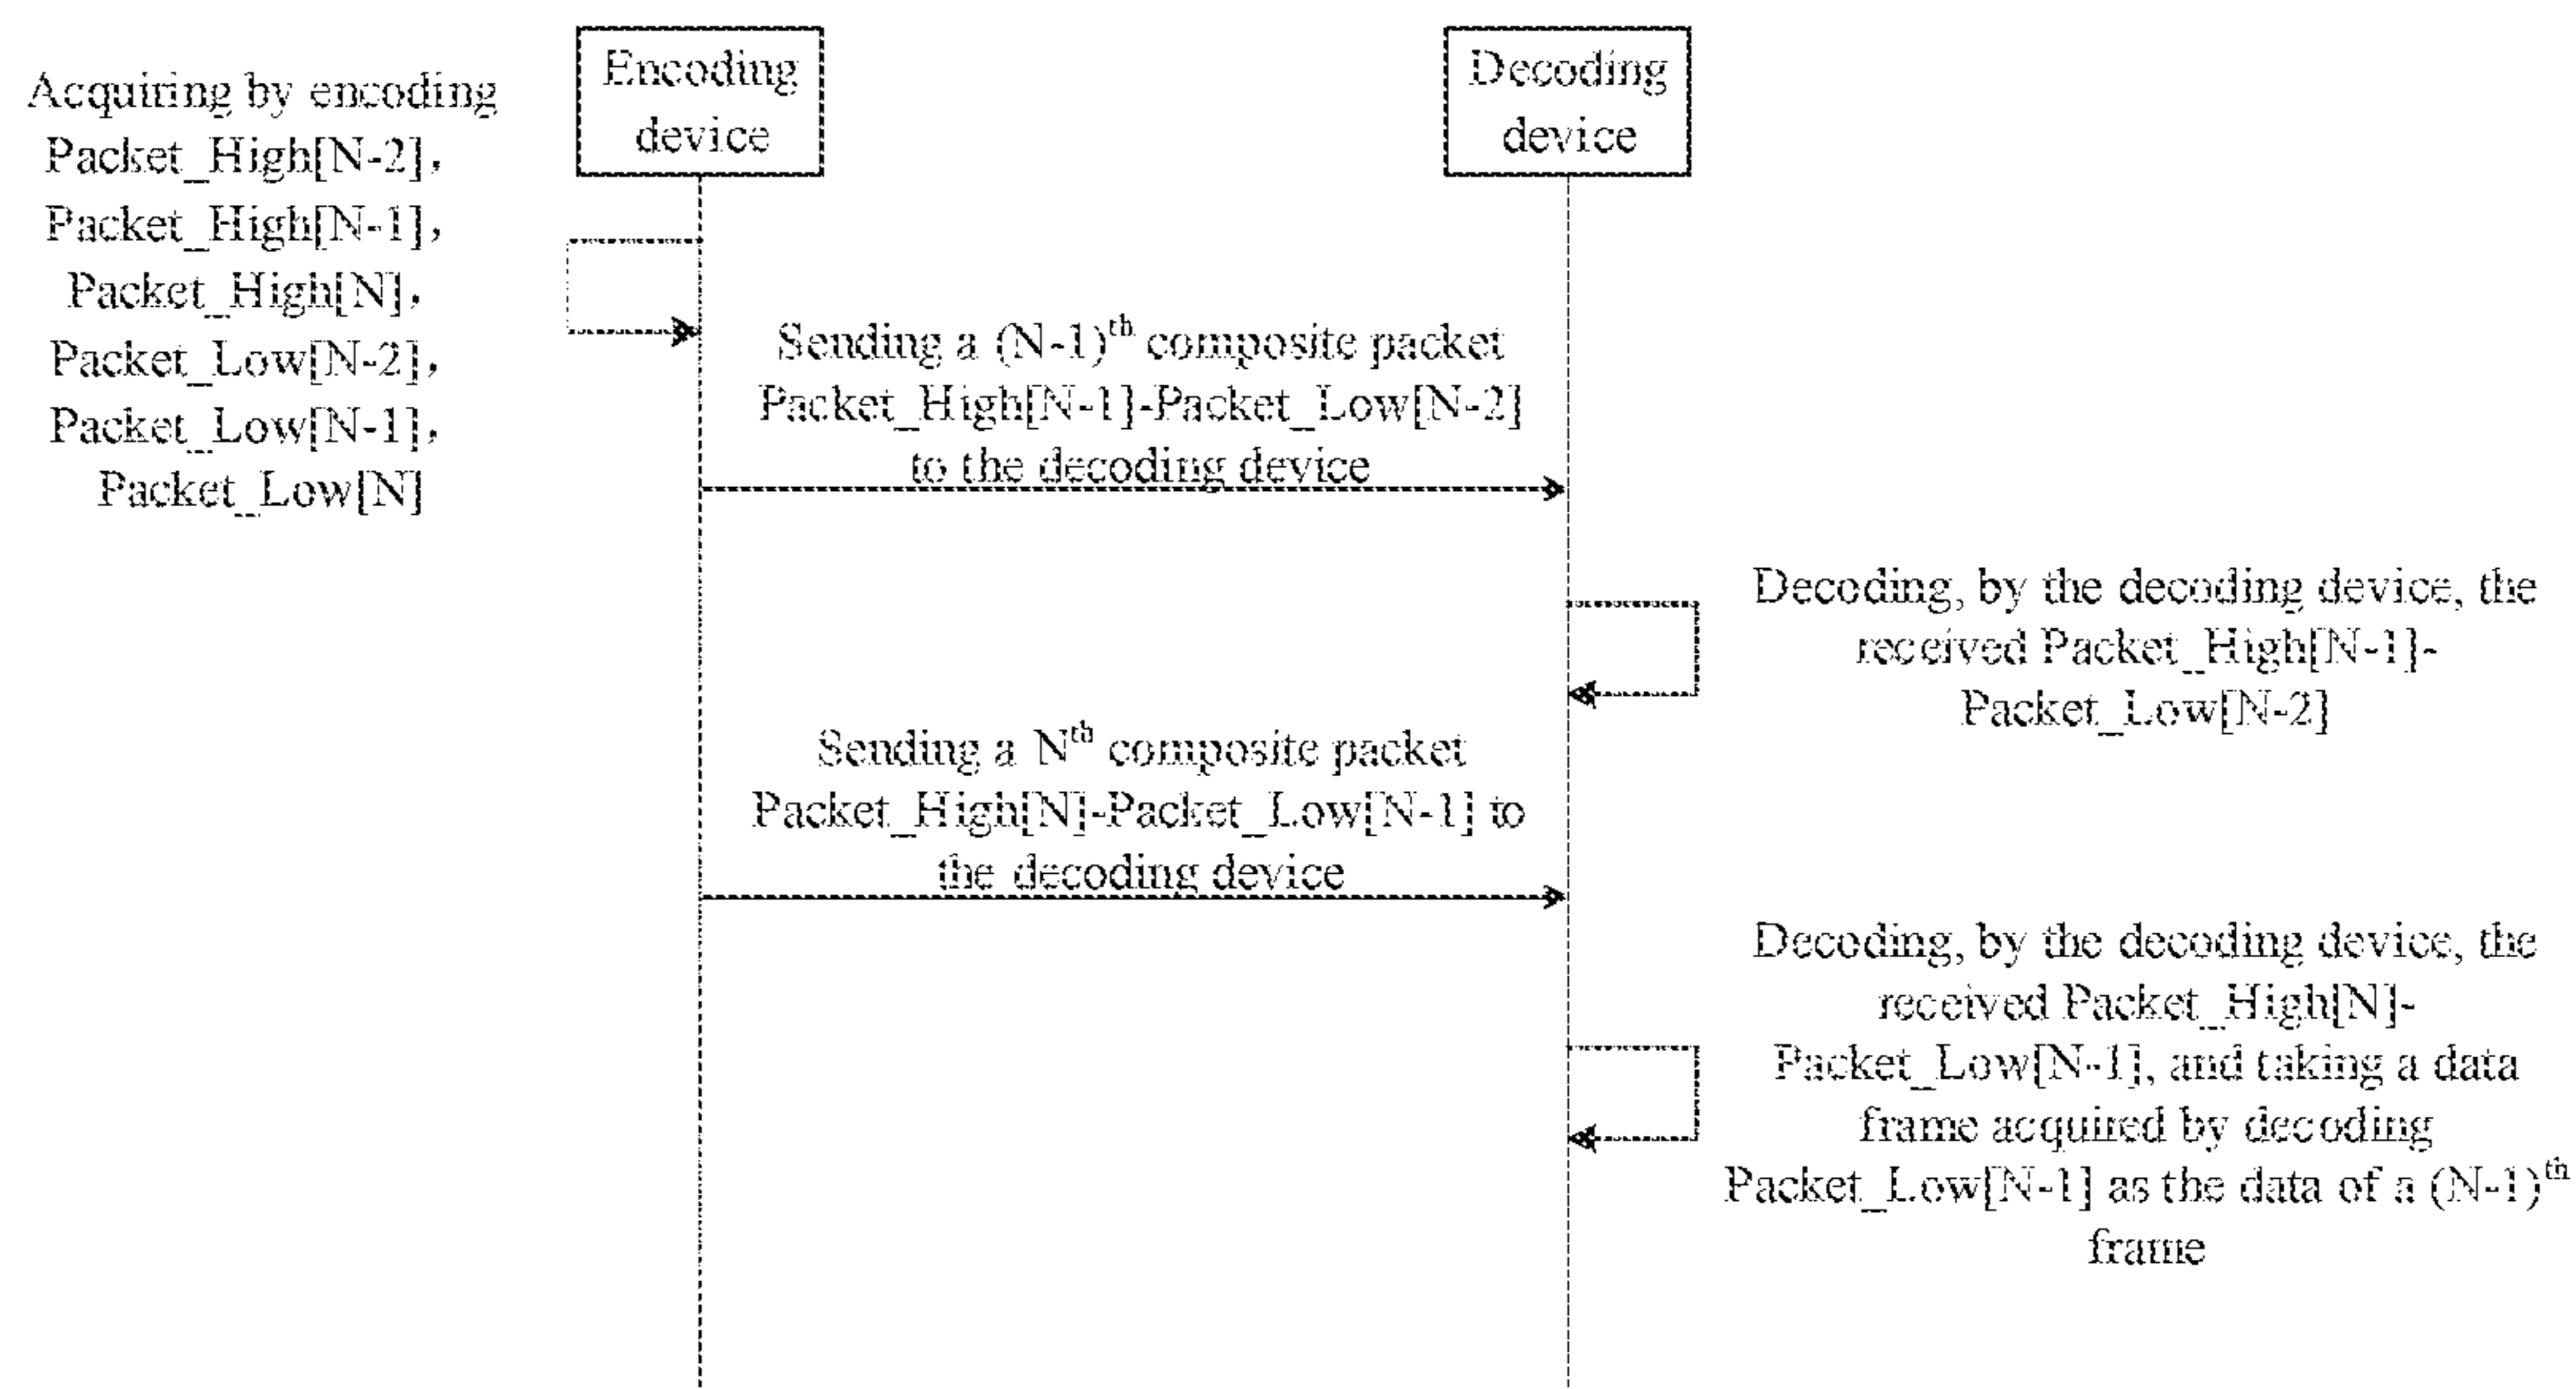 Encoding
device
Decoding
device
Acquiring by encoding
Packet_High[N-2],
Packet_High[N-1],
Packet_High[N],
Packet_Low[N-2],
Packet_Low[N-1],
Packet_Low[N]
Sending a (N-1)th composite packet
Packet_High[N-1]-Packet_Low[N-2]
to the decoding device
Decoding, by the decoding device, the
received Packet_High[N-1]-
Packet_Low[N-2]
Sending a Nth composite packet
Packet_High[N]-Packet_Low[N-1] to
the decoding device
Decoding, by the decoding device, the
received Packet_High[N]-
Packet_Low[N-1], and taking a data
frame acquired by decoding
Packet_Low[N-1] as the data of a (N-1)th
frame